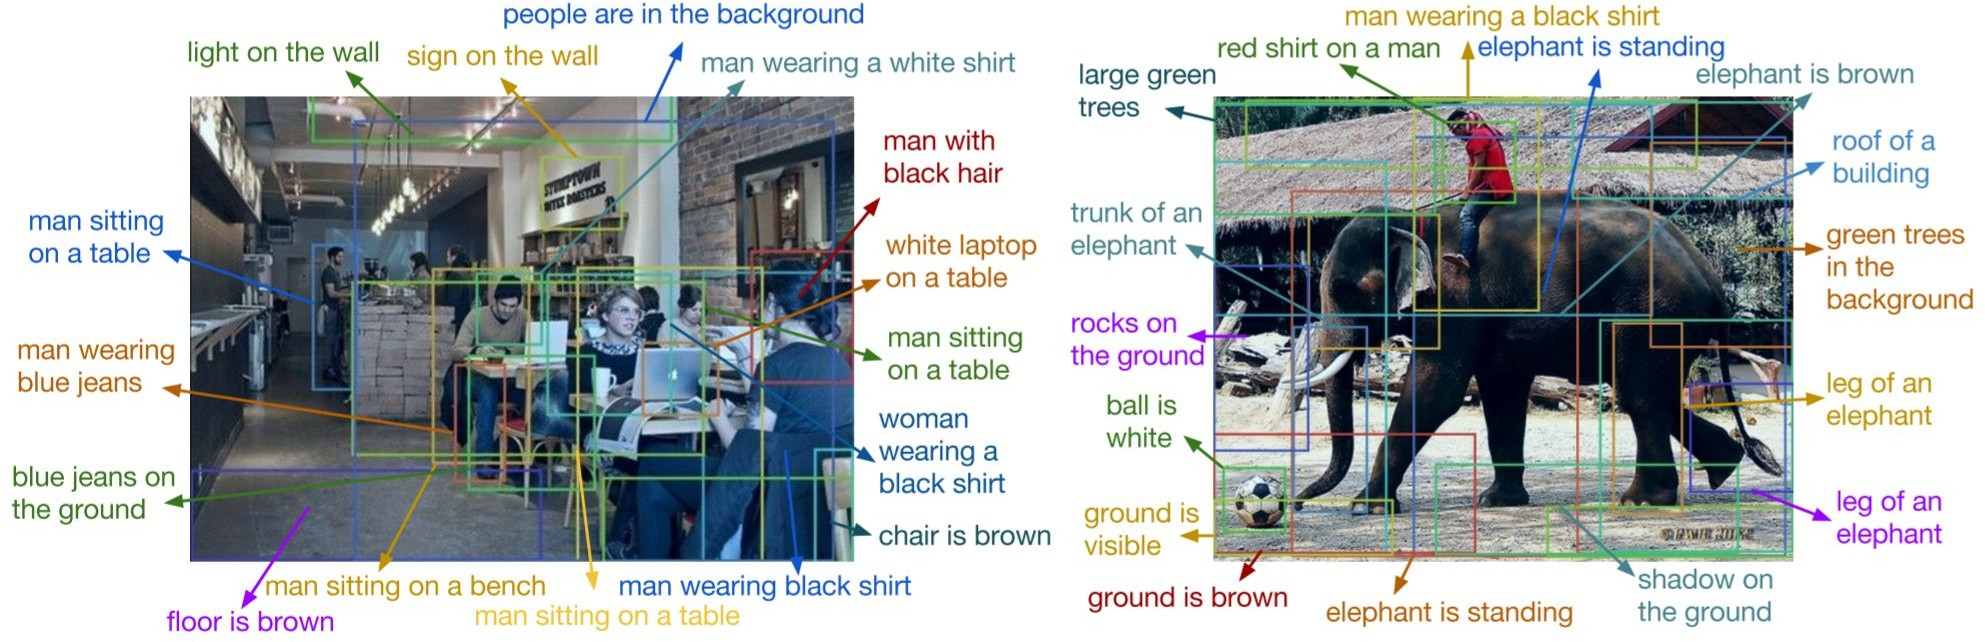 people are in the background
light on the wall
sign on the wall
man wearing a white shirt
man with
black hair
man sitting
on a table
white laptop
on a table
STUMPTOWN
COFFEE ROASTERS
man wearing
blue jeans
man sitting
on a table
woman
wearing a
black shirt
blue jeans on
the ground
chair is brown
man sitting on a bench
man wearing black shirt
man sitting on a table
floor is brown
man wearing a black shirt
red shirt on a man
elephant is standing
large green
trees
elephant is brown
roof of a
building
trunk of an
elephant
green trees
in the
background
rocks on
the ground
leg of an
elephant
ball is
white
ground is
visible
leg of an
elephant
ground is brown
elephant is standing
shadow on
the ground